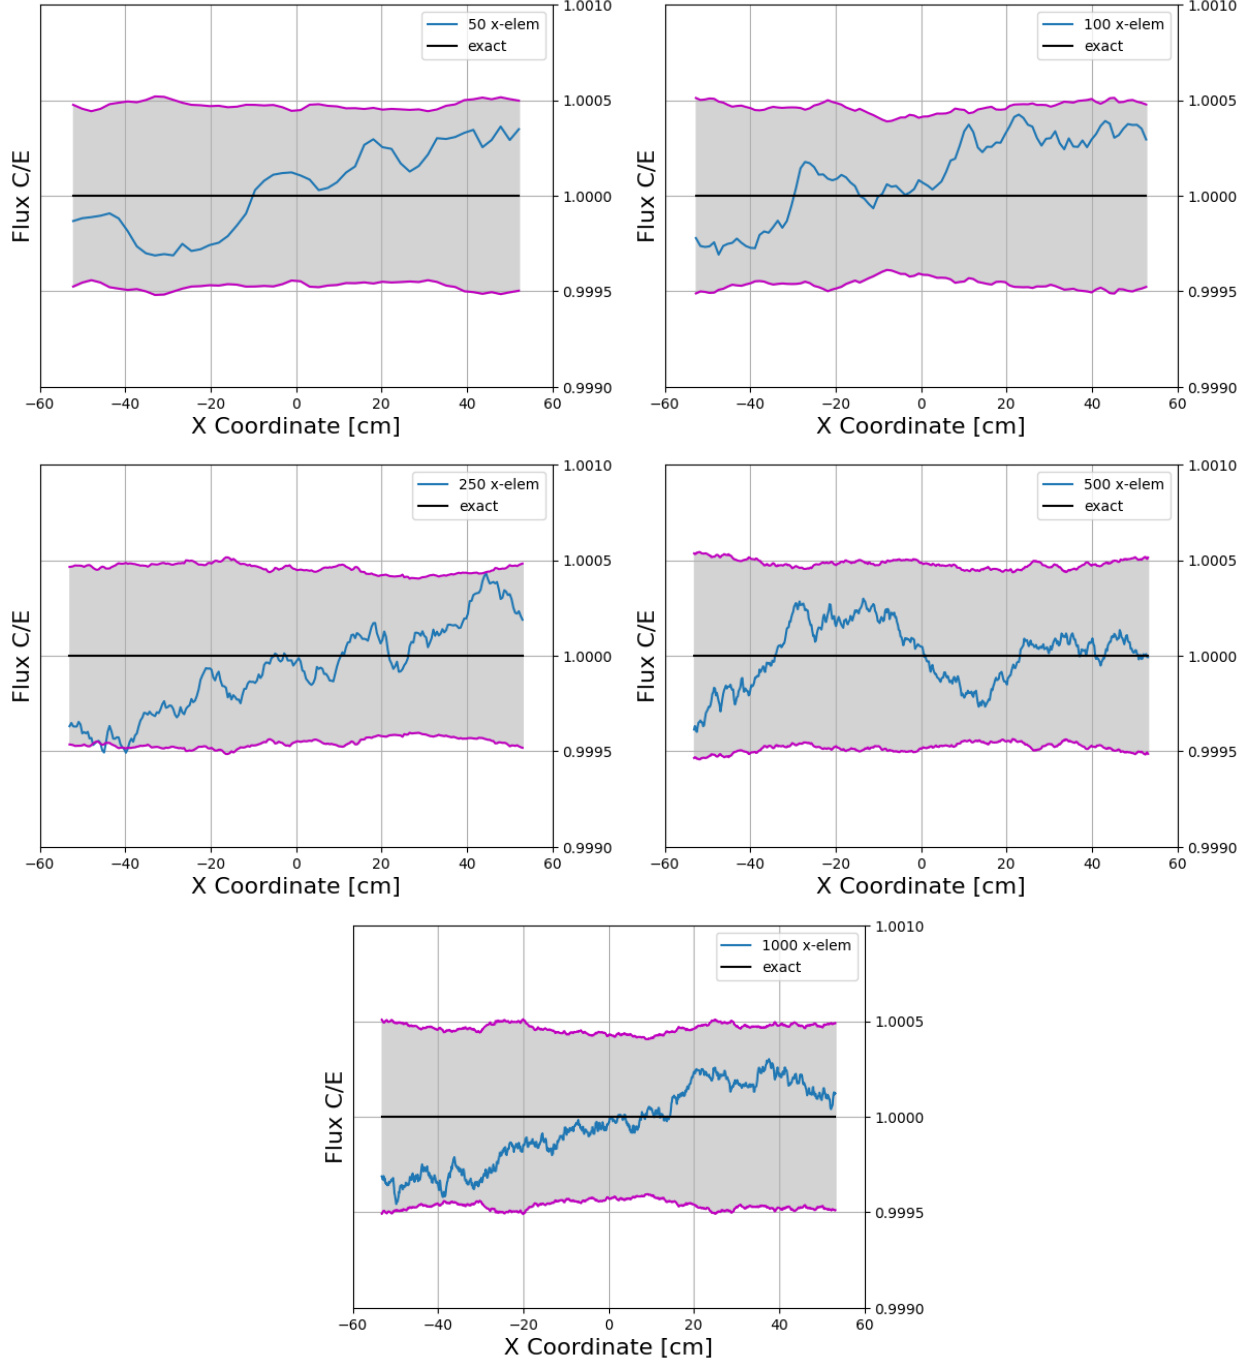 50 x-elem
exact
1.0010
1.0005
1.0000
0.9995
0.9990
Flux C/E
−60 −40 −20 0 20 40 60
X Coordinate [cm]
100 x-elem
exact
1.0010
1.0005
1.0000
0.9995
0.9990
Flux C/E
−60 −40 −20 0 20 40 60
X Coordinate [cm]
250 x-elem
exact
1.0010
1.0005
1.0000
0.9995
0.9990
Flux C/E
−60 −40 −20 0 20 40 60
X Coordinate [cm]
500 x-elem
exact
1.0010
1.0005
1.0000
0.9995
0.9990
Flux C/E
−60 −40 −20 0 20 40 60
X Coordinate [cm]
1000 x-elem
exact
1.0010
1.0005
1.0000
0.9995
0.9990
Flux C/E
−60 −40 −20 0 20 40 60
X Coordinate [cm]